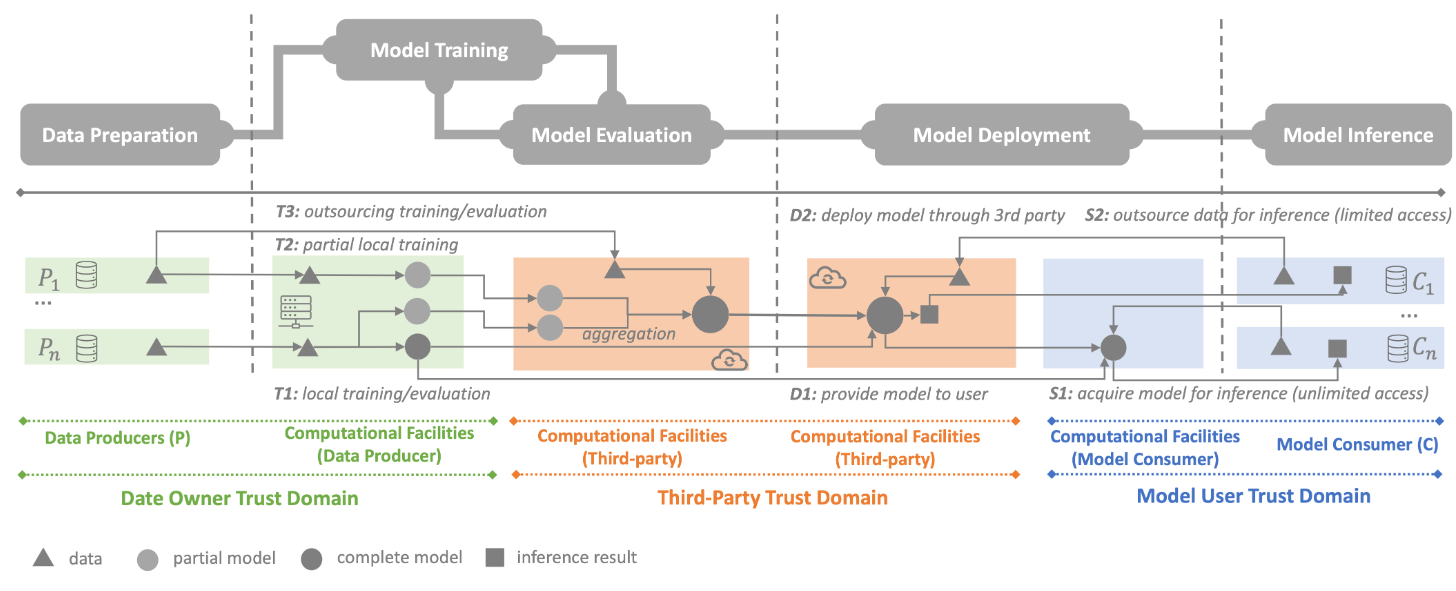 Model Training
Data Preparation
Model Evaluation
Model Deployment
Model Inference
T3: outsourcing training/evaluation
D2: deploy model through 3rd party
S2: outsource data for inference (limited access)
T2: partial local training
P1
...
Pn
aggregation
C1
...
Cn
T1: local training/evaluation
D1: provide model to user
S1: acquire model for inference (unlimited access)
Data Producers (P)
Computational Facilities
(Data Producer)
Computational Facilities
(Third-party)
Computational Facilities
(Third-party)
Computational Facilities
(Model Consumer)
Model Consumer (C)
Date Owner Trust Domain
Third-Party Trust Domain
Model User Trust Domain
data
partial model
complete model
inference result